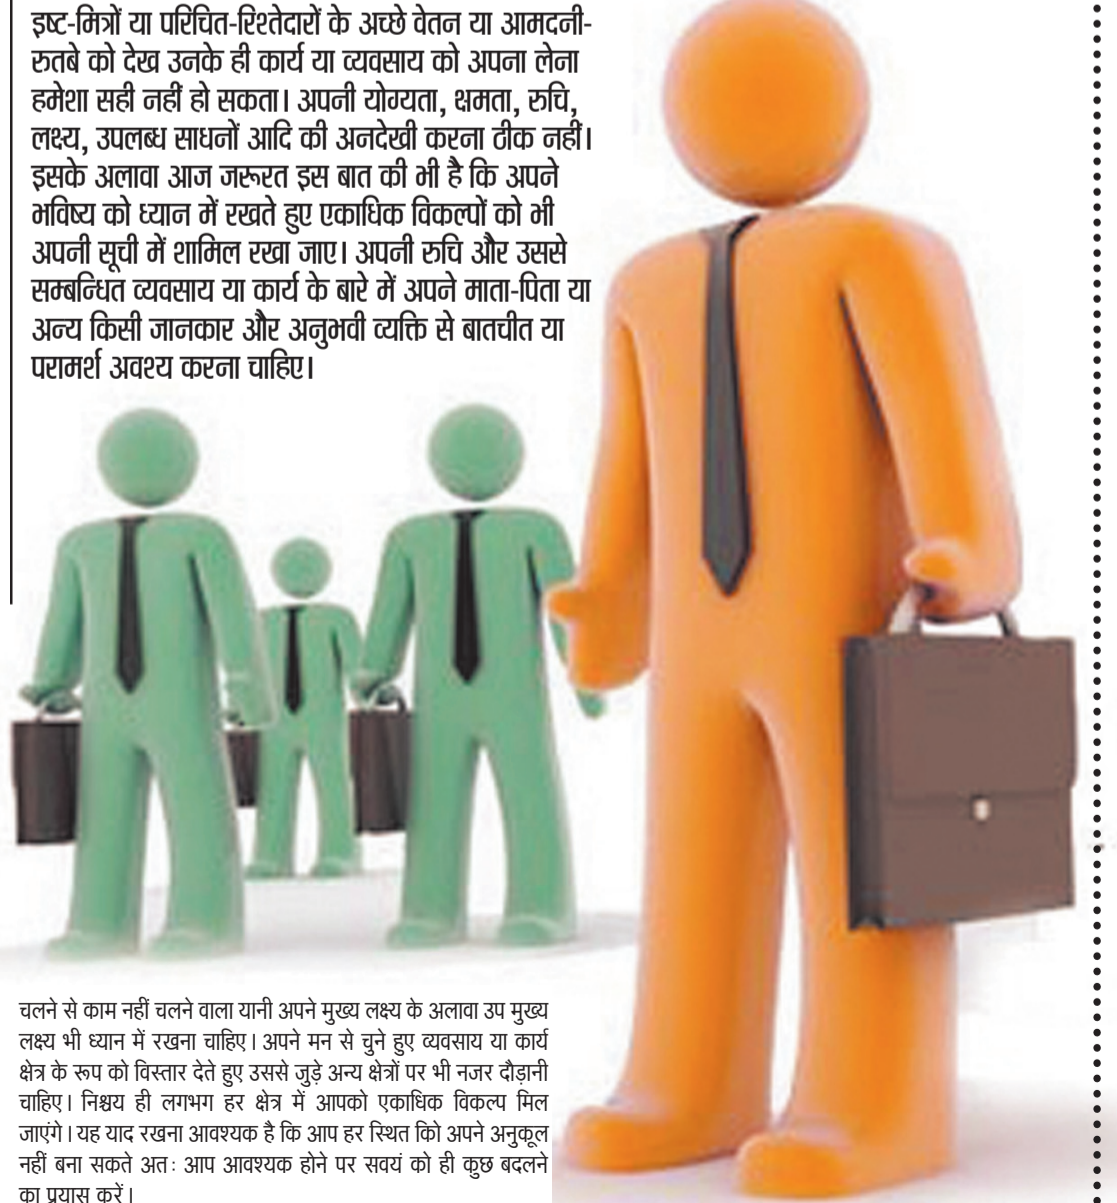 इष्ट-मित्रों या परिचित-रिश्तेदारों के अच्छे वेतन या आमदनी-
रुतबे को देख उनके ही कार्य या व्यवसाय को अपना लेना
हमेशा सही नहीं हो सकता। अपनी योग्यता, क्षमता, रुचि,
लक्ष्य, उपलब्ध साधनों आदि की अनदेखी करना ठीक नहीं।
इसके अलावा आज जरूरत इस बात की भी है कि अपने
भविष्य को ध्यान में रखते हुए एकाधिक विकल्पों को भी
अपनी सूची में शामिल रखा जाए। अपनी रुचि और उससे
सम्बन्धित व्यवसाय या कार्य के बारे में अपने माता-पिता या
अन्य किसी जानकार और अनुभवी व्यक्ति से बातचीत या
परामर्श अवश्य करना चाहिए।
चलने से काम नहीं चलने वाला यानी अपने मुख्य लक्ष्य के अलावा उप मुख्य
लक्ष्य भी ध्यान में रखना चाहिए। अपने मन से चुने हुए व्यवसाय या कार्य
क्षेत्र के रूप को विस्तार देते हुए उससे जुड़े अन्य क्षेत्रों पर भी नजर दौड़ानी
चाहिए। निश्चय ही लगभग हर क्षेत्र में आपको एकाधिक विकल्प मिल
जाएंगे। यह याद रखना आवश्यक है कि आप हर स्थित किो अपने अनुकूल
नहीं बना सकते अतः आप आवश्यक होने पर सवयं को ही कुछ बदलने
का प्रयास करें।